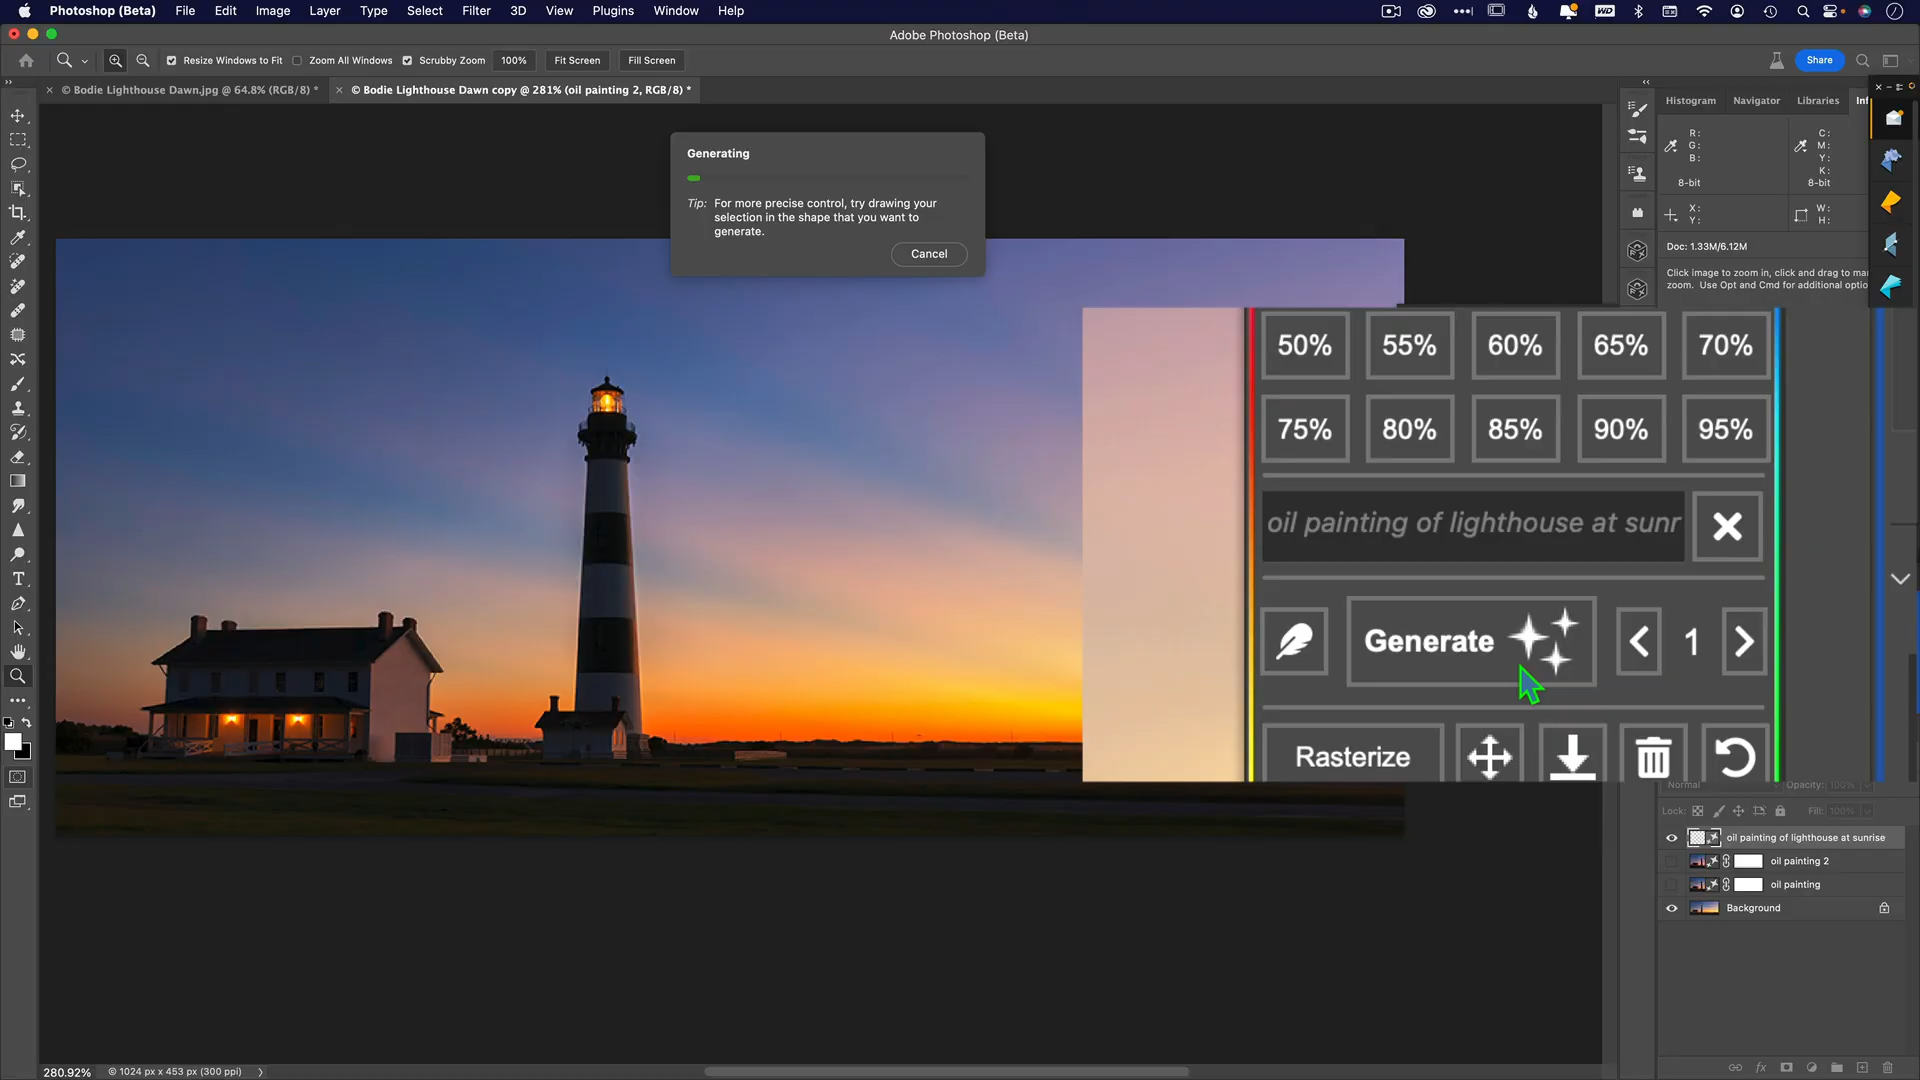 Photoshop (Beta) File Edit Image Layer Type Select Filter 3D View Plugins Window Help
Adobe Photoshop (Beta)
Resize Windows to Fit Zoom All Windows Scrubby Zoom 100% Fit Screen Fill Screen Share
© Bodie Lighthouse Dawn.jpg @ 64.8% (RGB/8) * © Bodie Lighthouse Dawn copy @ 281% (oil painting 2, RGB/8) *
Histogram Navigator Libraries Inf
R: C:
G: M:
B: Y:
K:
8-bit 8-bit
X: W:
Y: H:
Doc: 1.33M/6.12M
Click image to zoom in, click and drag to mar
zoom. Use Opt and Cmd for additional optio
Generating
Tip: For more precise control, try drawing your
selection in the shape that you want to
generate.
Cancel
50% 55% 60% 65% 70%
75% 80% 85% 90% 95%
oil painting of lighthouse at sunr
Generate 1
Rasterize
Normal Opacity: 100%
Lock: Fill: 100%
oil painting of lighthouse at sunrise
oil painting 2
oil painting
Background
280.92% © 1024 px x 453 px (300 ppi)